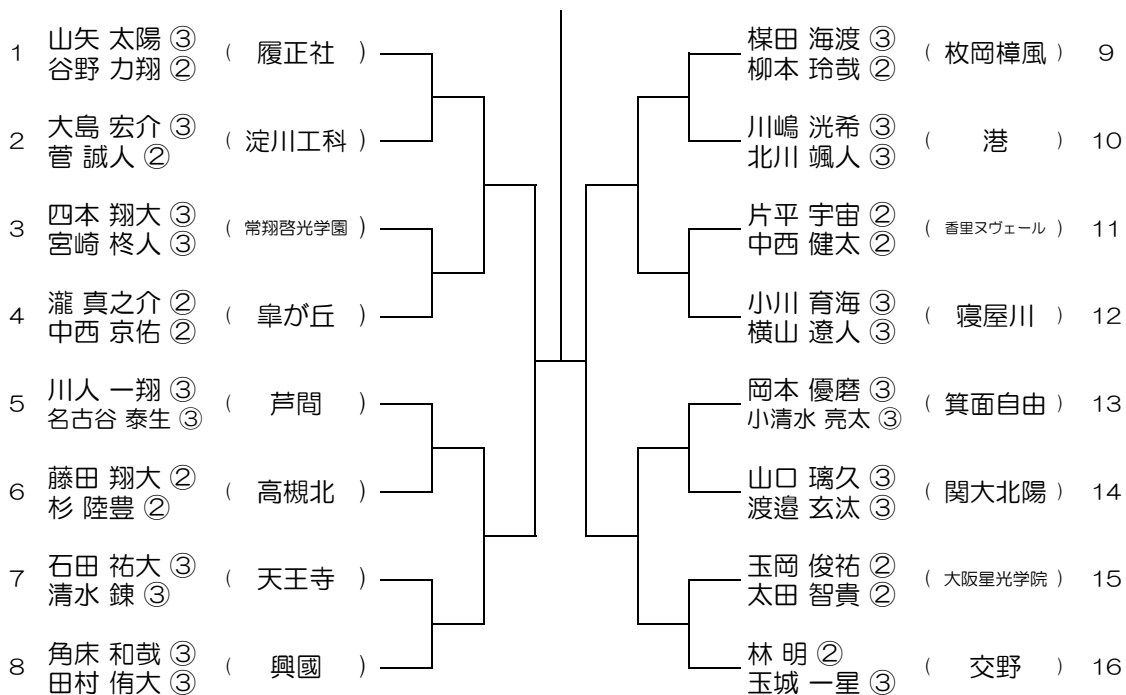 1 山矢 太陽 ③ ( 履正社 )
谷野 力翔 ②
2 大島 宏介 ③ ( 淀川工科 )
菅 誠人 ②
3 四本 翔大 ③ ( 常翔啓光学園 )
宮崎 柊人 ③
4 瀧 真之介 ② ( 皐が丘 )
中西 京佑 ②
5 川人 一翔 ③ ( 芦間 )
名古谷 泰生 ③
6 藤田 翔大 ② ( 高槻北 )
杉 陸豊 ②
7 石田 祐大 ③ ( 天王寺 )
清水 錬 ③
8 角床 和哉 ③ ( 興國 )
田村 侑大 ③
楳田 海渡 ③ ( 枚岡樟風 ) 9
柳本 玲哉 ②
川嶋 洸希 ③ ( 港 ) 10
北川 颯人 ③
片平 宇宙 ② ( 香里ヌヴェール ) 11
中西 健太 ②
小川 育海 ③ ( 寝屋川 ) 12
横山 遼人 ③
岡本 優磨 ③ ( 箕面自由 ) 13
小清水 亮太 ③
山口 璃久 ③ ( 関大北陽 ) 14
渡邉 玄汰 ③
玉岡 俊祐 ② ( 大阪星光学院 ) 15
太田 智貴 ②
林 明 ② ( 交野 ) 16
玉城 一星 ③